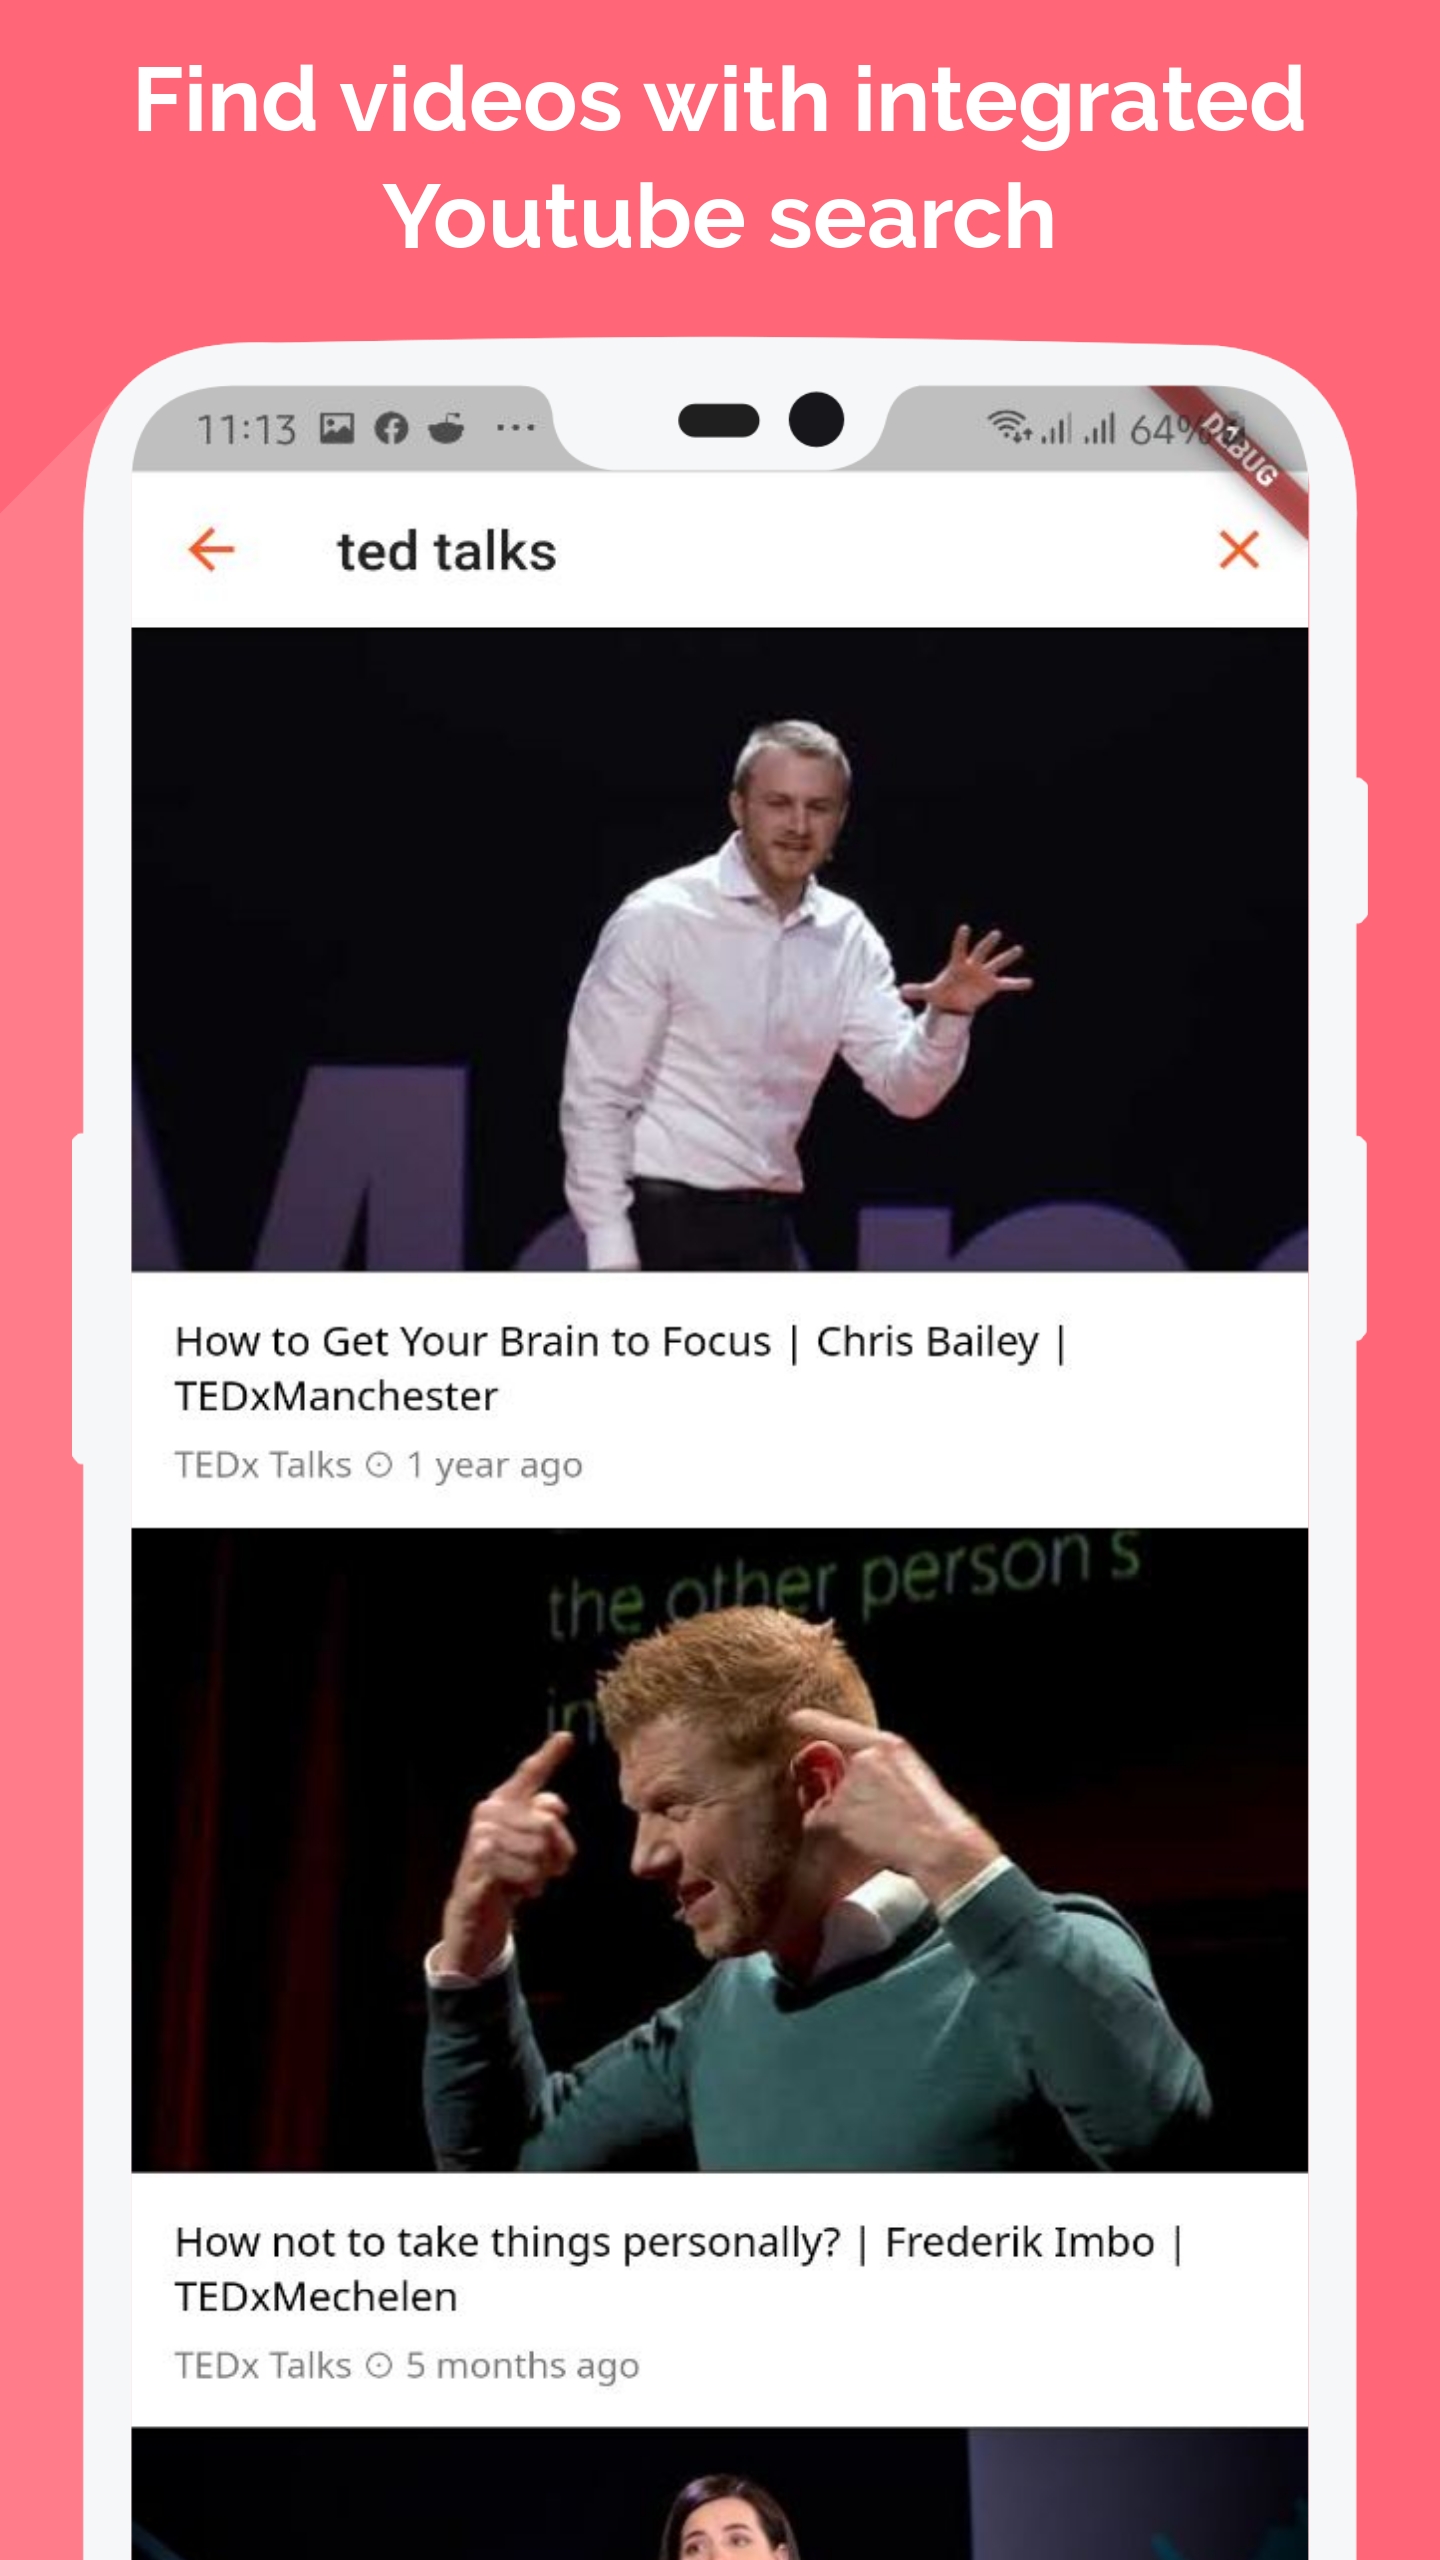 Find videos with integrated
Youtube search
11:13
64%
DEBUG
ted talks
How to Get Your Brain to Focus | Chris Bailey |
TEDxManchester
TEDx Talks ⊙ 1 year ago
the other person s
in
How not to take things personally? | Frederik Imbo |
TEDxMechelen
TEDx Talks ⊙ 5 months ago